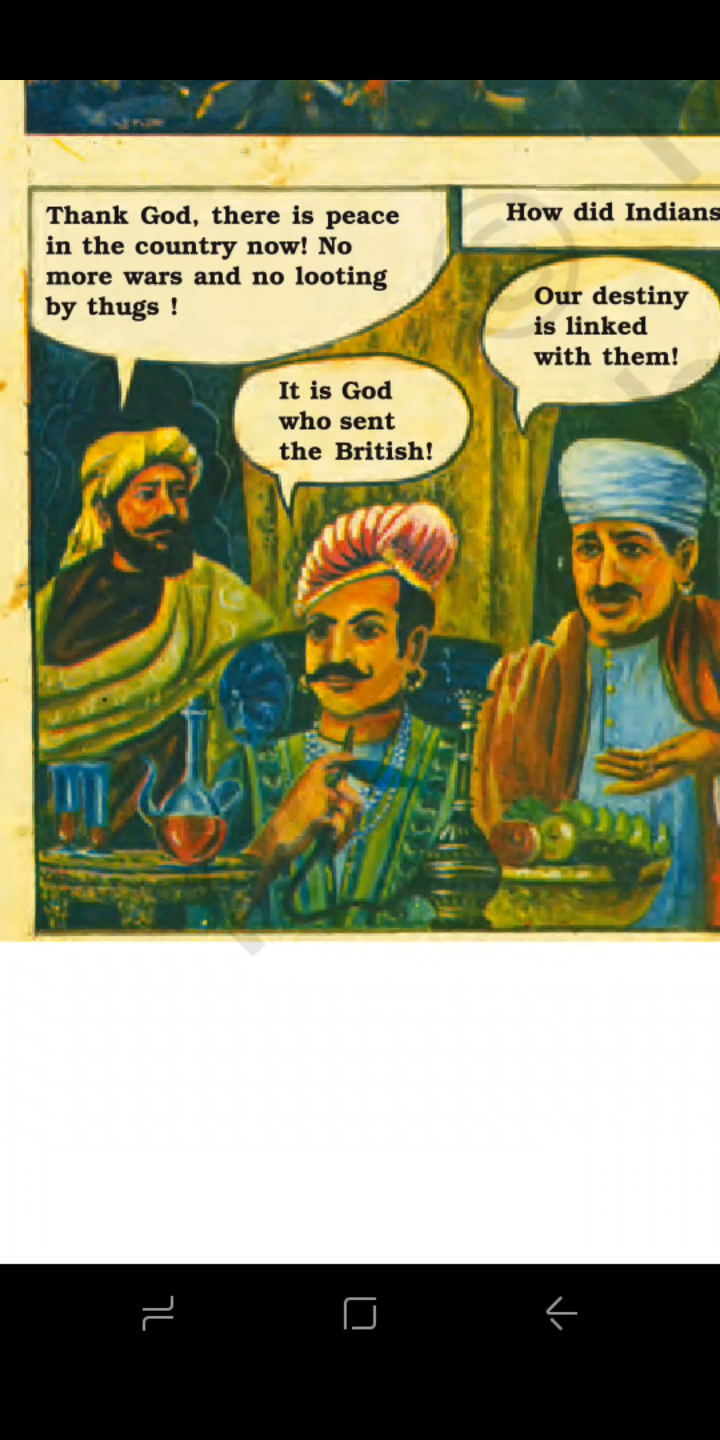 Thank God, there is peace
in the country now! No
more wars and no looting
by thugs !
It is God
who sent
the British!
How did Indians
Our destiny
is linked
with them!